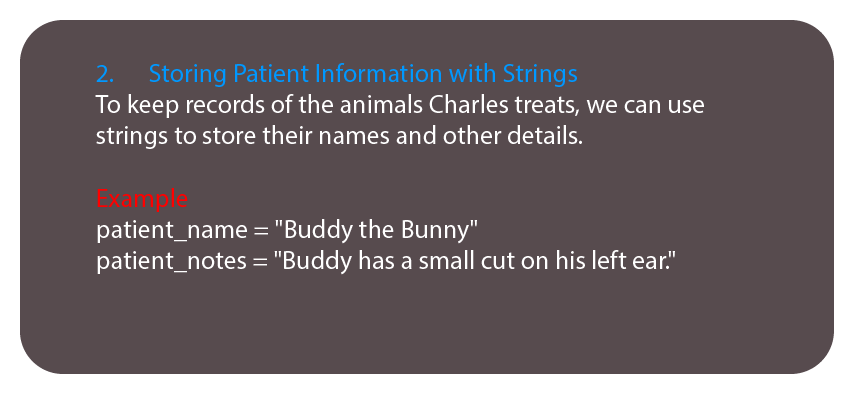 2. Storing Patient Information with Strings
To keep records of the animals Charles treats, we can use
strings to store their names and other details.
Example
patient_name = "Buddy the Bunny"
patient_notes = "Buddy has a small cut on his left ear."